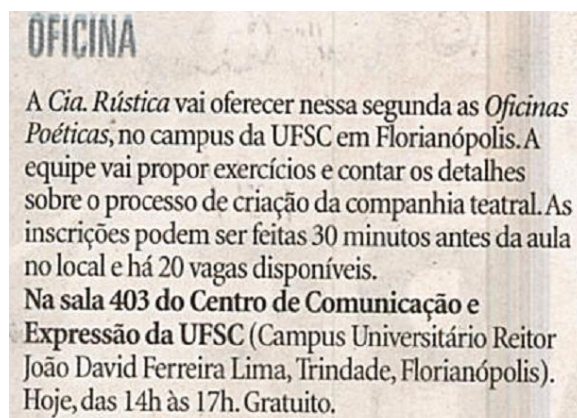 OFICINA
A Cia. Rústica vai oferecer nessa segunda as Oficinas
Poéticas, no campus da UFSC em Florianópolis. A
equipe vai propor exercícios e contar os detalhes
sobre o processo de criação da companhia teatral. As
inscrições podem ser feitas 30 minutos antes da aula
no local e há 20 vagas disponíveis.
Na sala 403 do Centro de Comunicação e
Expressão da UFSC (Campus Universitário Reitor
João David Ferreira Lima, Trindade, Florianópolis).
Hoje, das 14h às 17h. Gratuito.